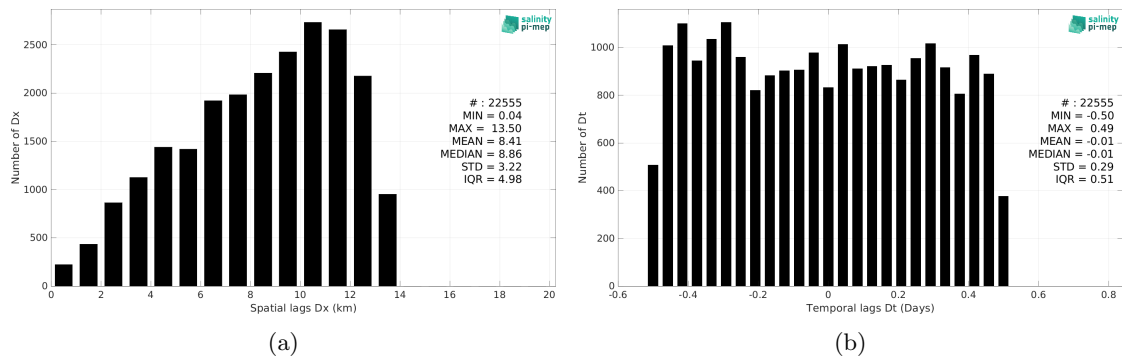 salinity
pi-mep
2500
2000
1500
1000
500
0
Number of Dx
# : 22555
MIN = 0.04
MAX = 13.50
MEAN = 8.41
MEDIAN = 8.86
STD = 3.22
IQR = 4.98
0 2 4 6 8 10 12 14 16 18 20
Spatial lags Dx (km)
(a)
salinity
pi-mep
1000
800
600
400
200
0
Number of Dt
# : 22555
MIN = -0.50
MAX = 0.49
MEAN = -0.01
MEDIAN = -0.01
STD = 0.29
IQR = 0.51
-0.6 -0.4 -0.2 0 0.2 0.4 0.6 0.8
Temporal lags Dt (Days)
(b)